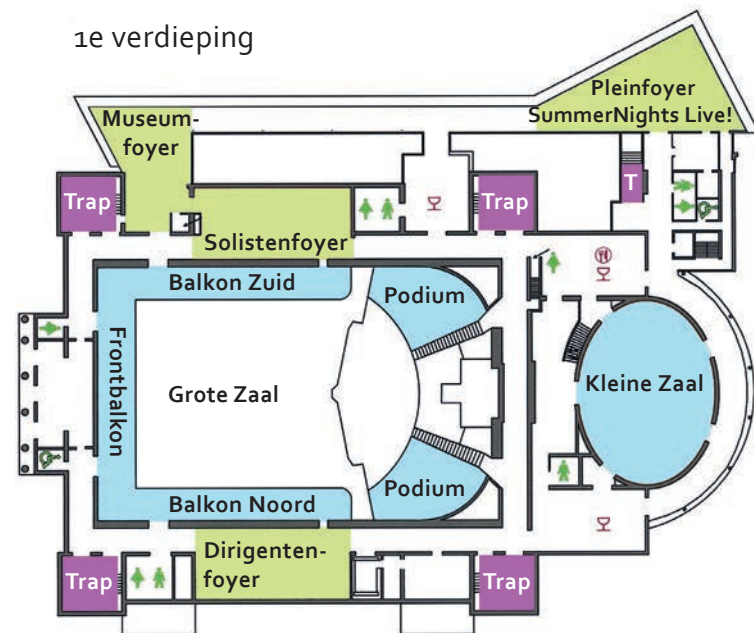 1e verdieping
Pleinfoyer
SummerNights Live!
Museum-
foyer
Trap
Trap
T
Solistenfoyer
Balkon Zuid
Podium
Frontbalkon
Grote Zaal
Kleine Zaal
Podium
Balkon Noord
Dirigenten-
foyer
Trap
Trap